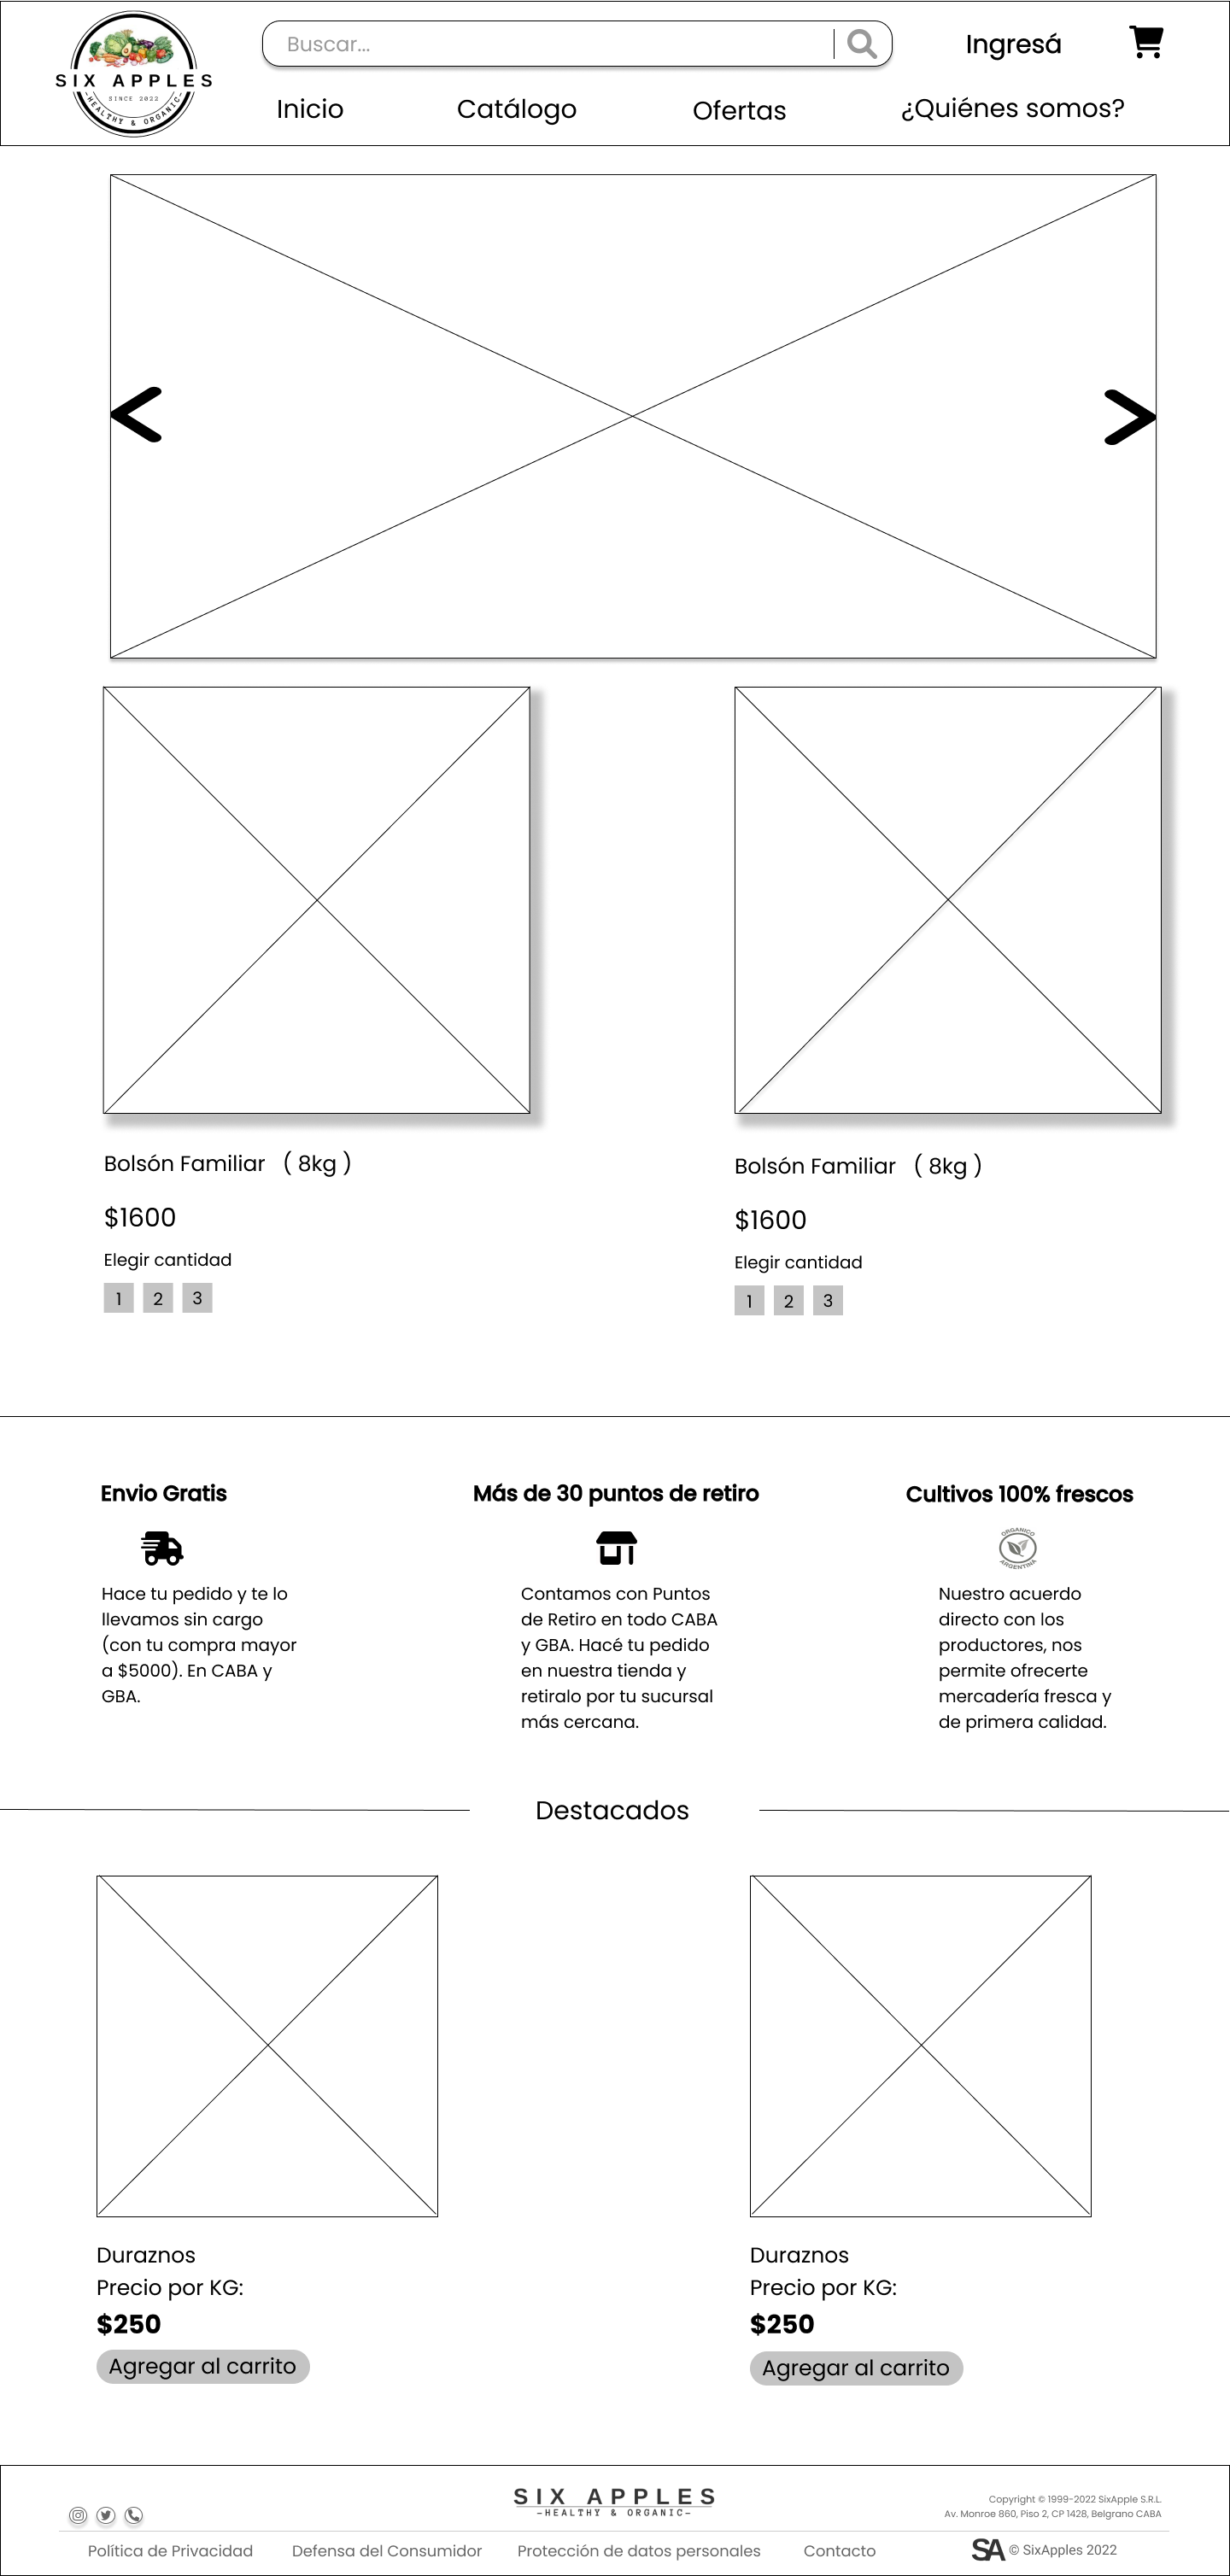 SIX APPLES
SINCE 2022
-HEALTHY & ORGANIC-
Buscar...
Ingresá
Inicio
Catálogo
Ofertas
¿Quiénes somos?
Bolsón Familiar ( 8kg )
$1600
Elegir cantidad
1 2 3
Bolsón Familiar ( 8kg )
$1600
Elegir cantidad
1 2 3
Envio Gratis
Hace tu pedido y te lo
llevamos sin cargo
(con tu compra mayor
a $5000). En CABA y
GBA.
Más de 30 puntos de retiro
Contamos con Puntos
de Retiro en todo CABA
y GBA. Hacé tu pedido
en nuestra tienda y
retiralo por tu sucursal
más cercana.
Cultivos 100% frescos
ORGANICO
ARGENTINA
Nuestro acuerdo
directo con los
productores, nos
permite ofrecerte
mercadería fresca y
de primera calidad.
Destacados
Duraznos
Precio por KG:
$250
Agregar al carrito
Duraznos
Precio por KG:
$250
Agregar al carrito
SIX APPLES
-HEALTHY & ORGANIC-
Copyright © 1999-2022 SixApple S.R.L.
Av. Monroe 860, Piso 2, CP 1428, Belgrano CABA
Política de Privacidad
Defensa del Consumidor
Protección de datos personales
Contacto
SA © SixApples 2022